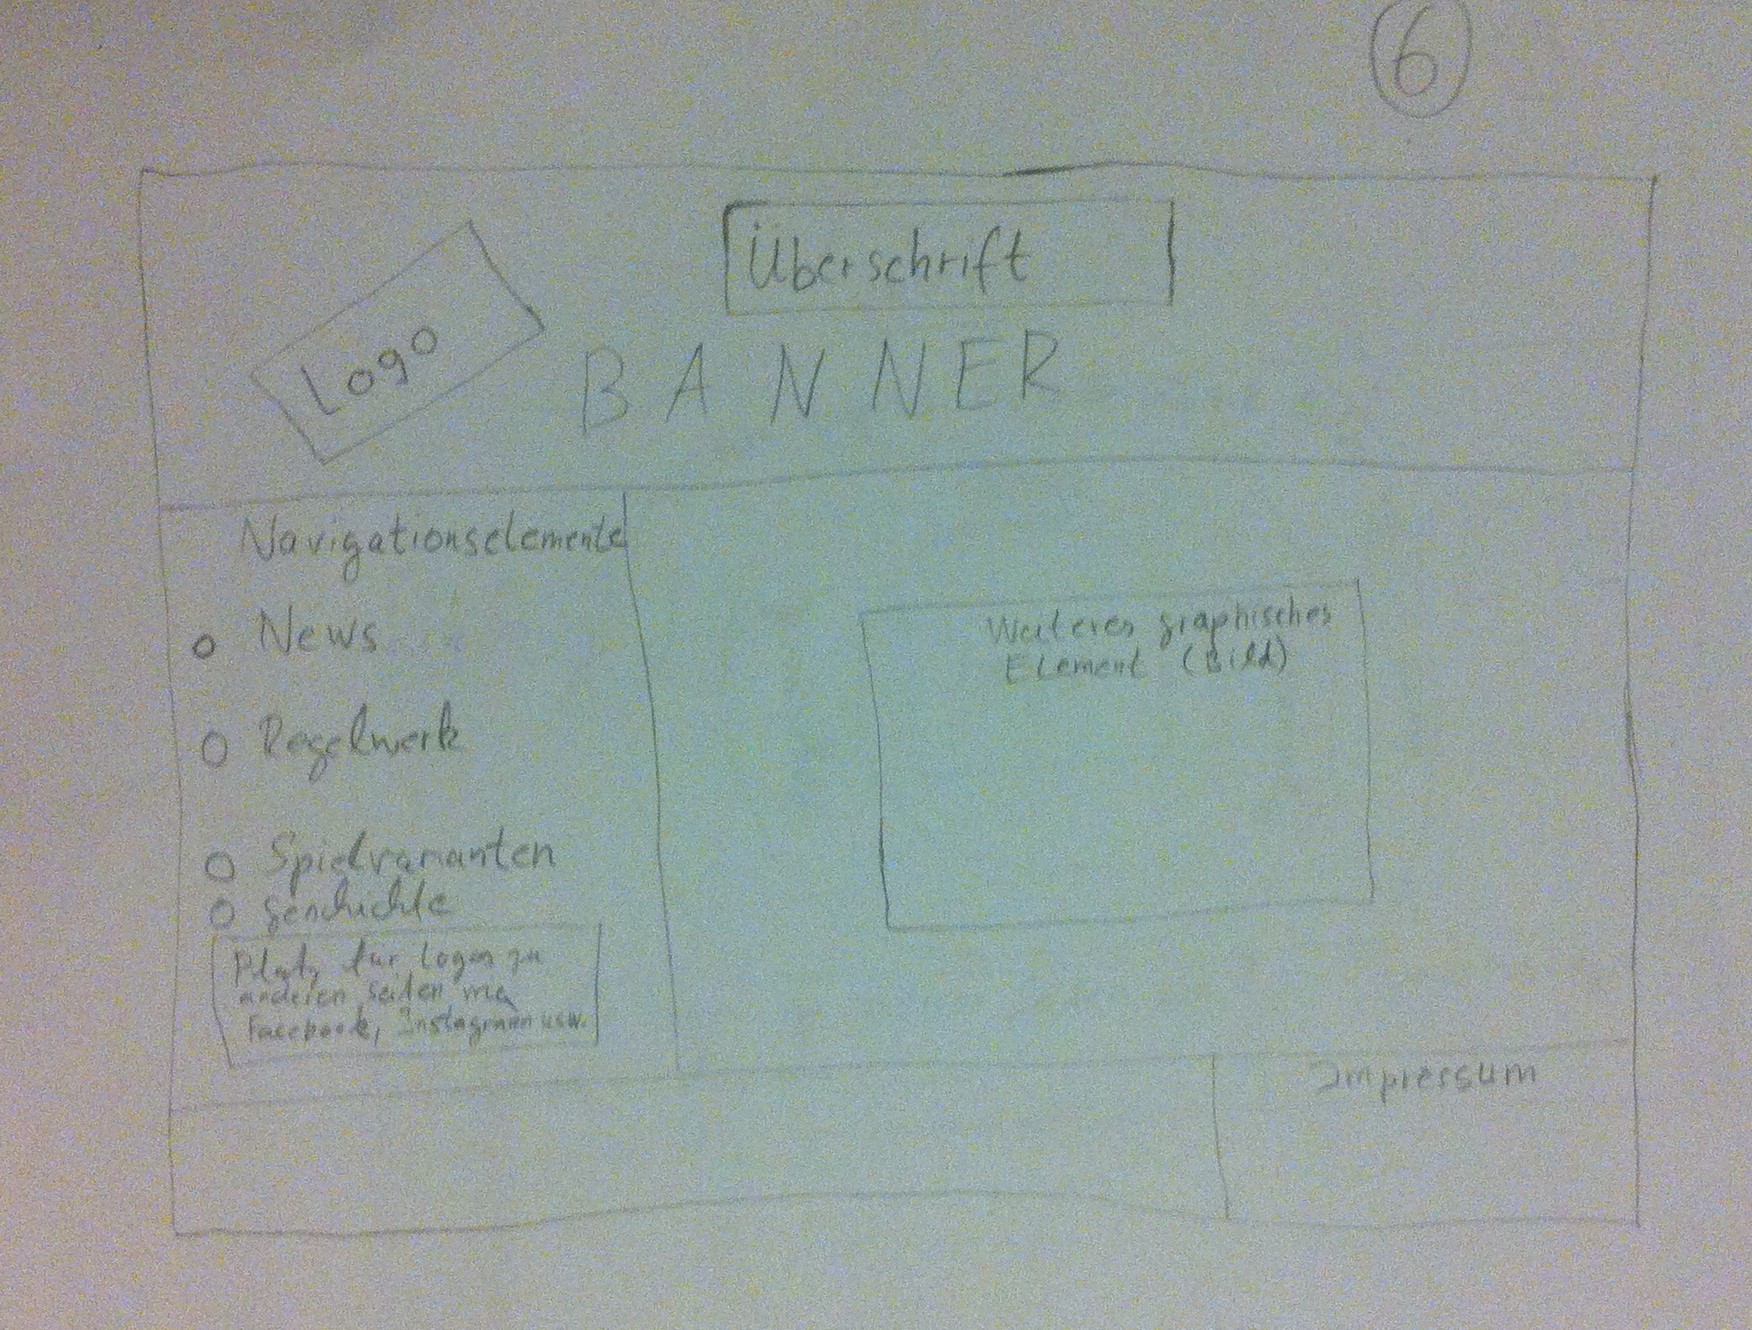 6
Überschrift
Logo
BANNER
Navigationselemente
o News
o Regelwerk
o Spielvarianten
o Geschichte
Platz für Logos zu
anderen Seiten wie
Facebook, Instagramm usw.
Weiteres graphisches
Element (Bild)
Impressum